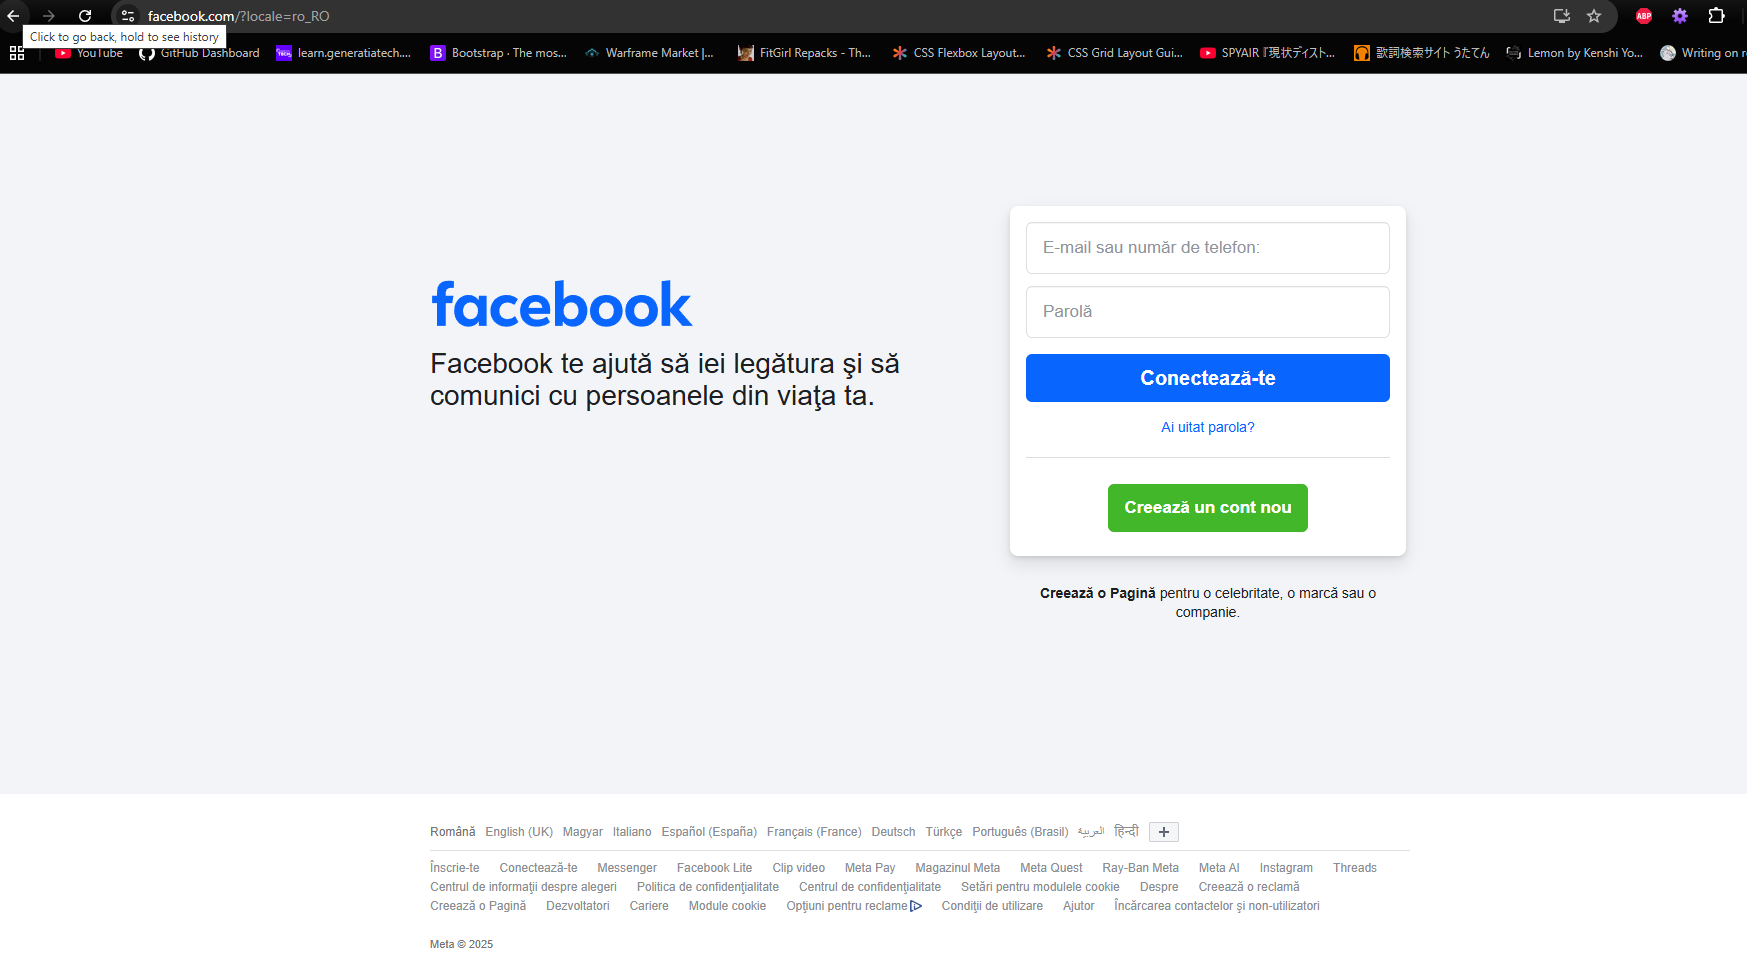 facebook.com/?locale=ro_RO
ABP
Click to go back, hold to see history
YouTube
GitHub Dashboard
TECH
learn.generatiatech....
B
Bootstrap · The mos...
Warframe Market |...
FitGirl Repacks - Th...
CSS Flexbox Layout...
CSS Grid Layout Gui...
SPYAIR『現状ディスト...
歌詞検索サイト うたてん
Lemon by Kenshi Yo...
Writing on r
facebook
Facebook te ajută să iei legătura şi să
comunici cu persoanele din viaţa ta.
E-mail sau număr de telefon:
Parolă
Conectează-te
Ai uitat parola?
Creează un cont nou
Creează o Pagină pentru o celebritate, o marcă sau o
companie.
Română English (UK) Magyar Italiano Español (España) Français (France) Deutsch Türkçe Português (Brasil) العربية हिन्दी
Înscrie-te Conectează-te Messenger Facebook Lite Clip video Meta Pay Magazinul Meta Meta Quest Ray-Ban Meta Meta AI Instagram Threads
Centrul de informaţii despre alegeri Politica de confidenţialitate Centrul de confidenţialitate Setări pentru modulele cookie Despre Creează o reclamă
Creează o Pagină Dezvoltatori Cariere Module cookie Opţiuni pentru reclame Condiţii de utilizare Ajutor Încărcarea contactelor şi non-utilizatori
Meta © 2025